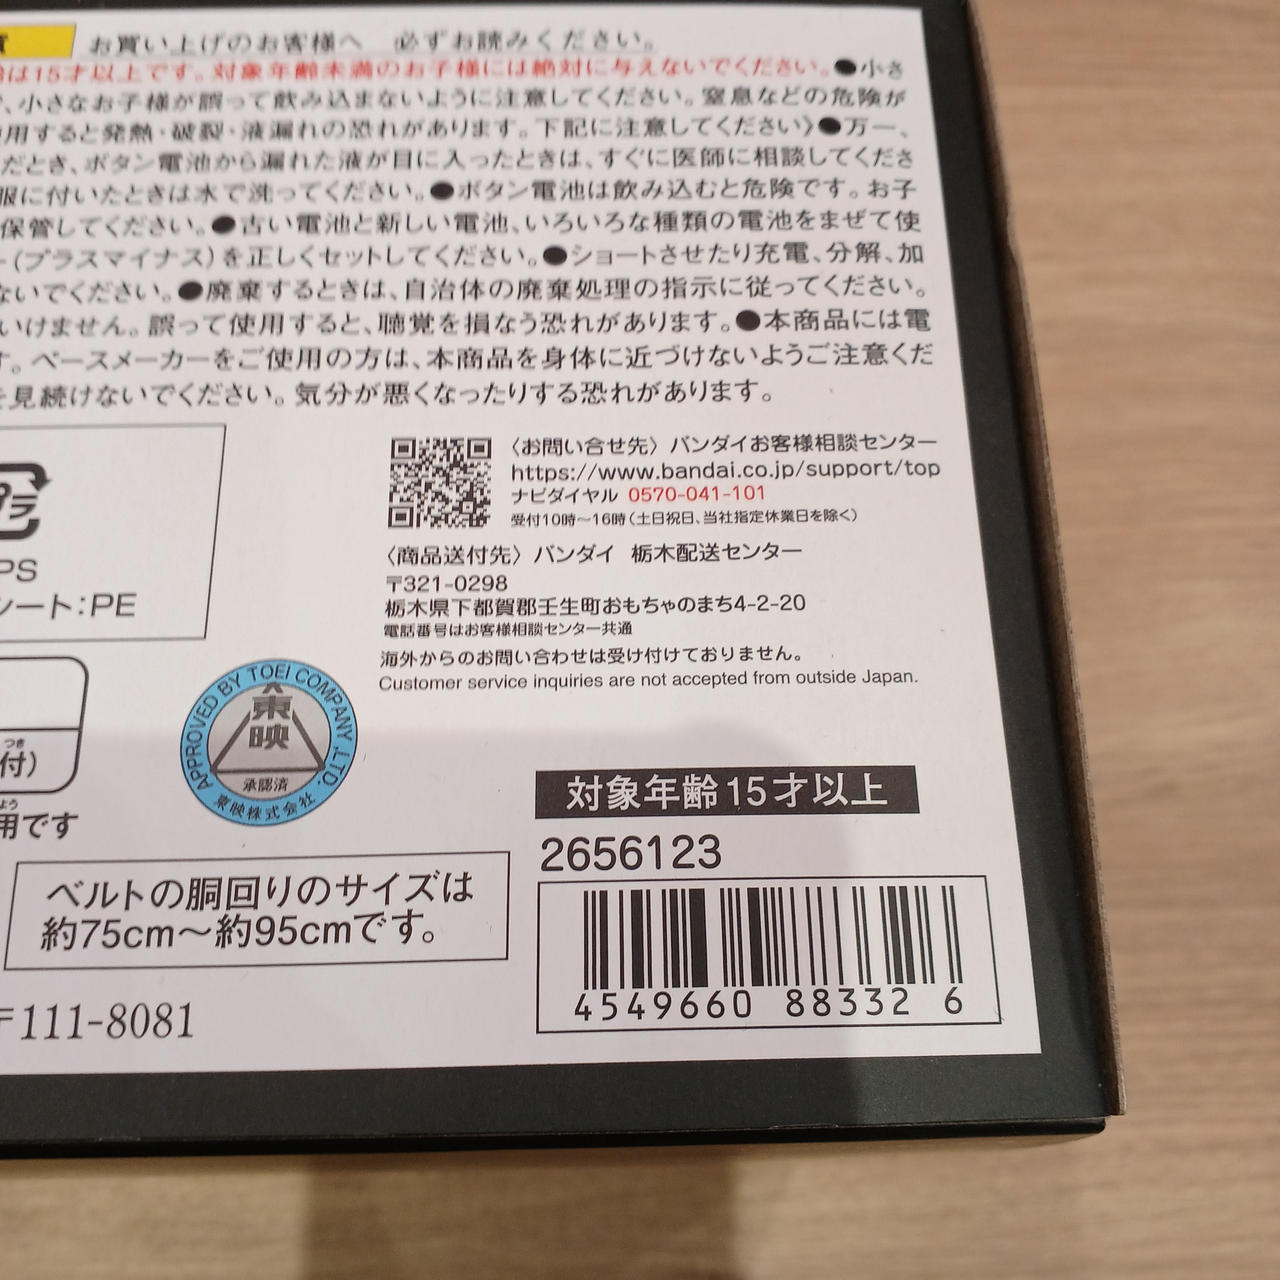 お買い上げのお客様へ 必ずお読みください。
は15才以上です。対象年齢未満のお子様には絶対に与えないでください。●小さ
、小さなお子様が誤って飲み込まないように注意してください。窒息などの危険が
用すると発熱・破裂・液漏れの恐れがあります。下記に注意してください》●万一、
だとき、ボタン電池から漏れた液が目に入ったときは、すぐに医師に相談してくださ
服に付いたときは水で洗ってください。●ボタン電池は飲み込むと危険です。お子
保管してください。●古い電池と新しい電池、いろいろな種類の電池をまぜて使
ー(プラスマイナス)を正しくセットしてください。●ショートさせたり充電、分解、加
ないでください。●廃棄するときは、自治体の廃棄処理の指示に従ってください。
いけません。誤って使用すると、聴覚を損なう恐れがあります。●本商品には電
す。ペースメーカーをご使用の方は、本商品を身体に近づけないようご注意くだ
を見続けないでください。気分が悪くなったりする恐れがあります。
プラ
PS
シート:PE
〈お問い合せ先〉バンダイお客様相談センター
https://www.bandai.co.jp/support/top
ナビダイヤル 0570-041-101
受付10時〜16時(土日祝日、当社指定休業日を除く)
〈商品送付先〉バンダイ 栃木配送センター
〒321-0298
栃木県下都賀郡壬生町おもちゃのまち4-2-20
電話番号はお客様相談センター共通
海外からのお問い合わせは受け付けておりません。
Customer service inquiries are not accepted from outside Japan.
つき
付)
よう
用です
APPROVED BY TOEI COMPANY, LTD.
東映
承認済
東映株式会社
対象年齢15才以上
2656123
ベルトの胴回りのサイズは
約75cm〜約95cmです。
4549660 88332 6
〒111-8081